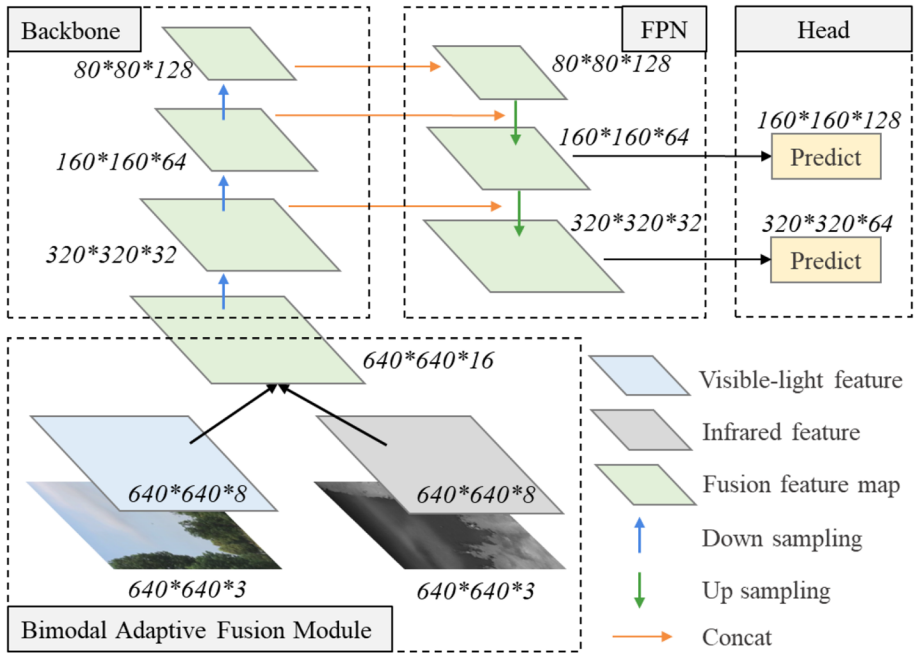 Backbone
FPN
Head
80*80*128
80*80*128
160*160*64
160*160*64
160*160*128
Predict
320*320*32
320*320*32
320*320*64
Predict
640*640*16
640*640*8
640*640*8
640*640*3
640*640*3
Bimodal Adaptive Fusion Module
Visible-light feature
Infrared feature
Fusion feature map
Down sampling
Up sampling
Concat